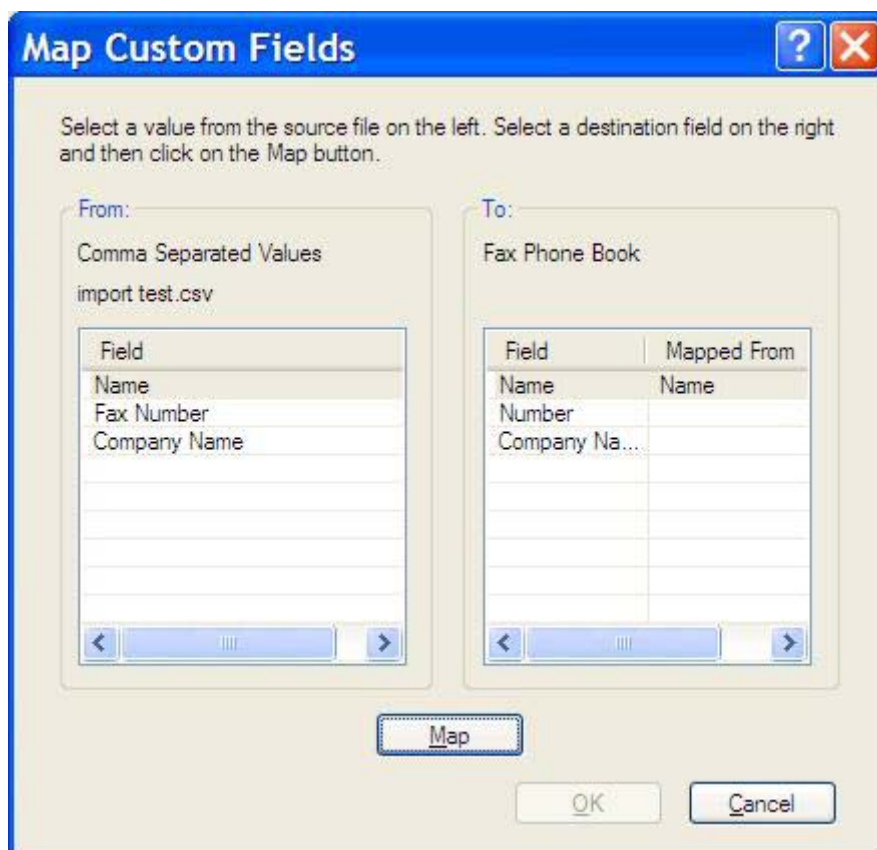 Map Custom Fields
Select a value from the source file on the left. Select a destination field on the right
and then click on the Map button.
From:
Comma Separated Values
import test.csv
Field
Name
Fax Number
Company Name
To:
Fax Phone Book
Field Mapped From
Name Name
Number
Company Na...
Map
OK
Cancel